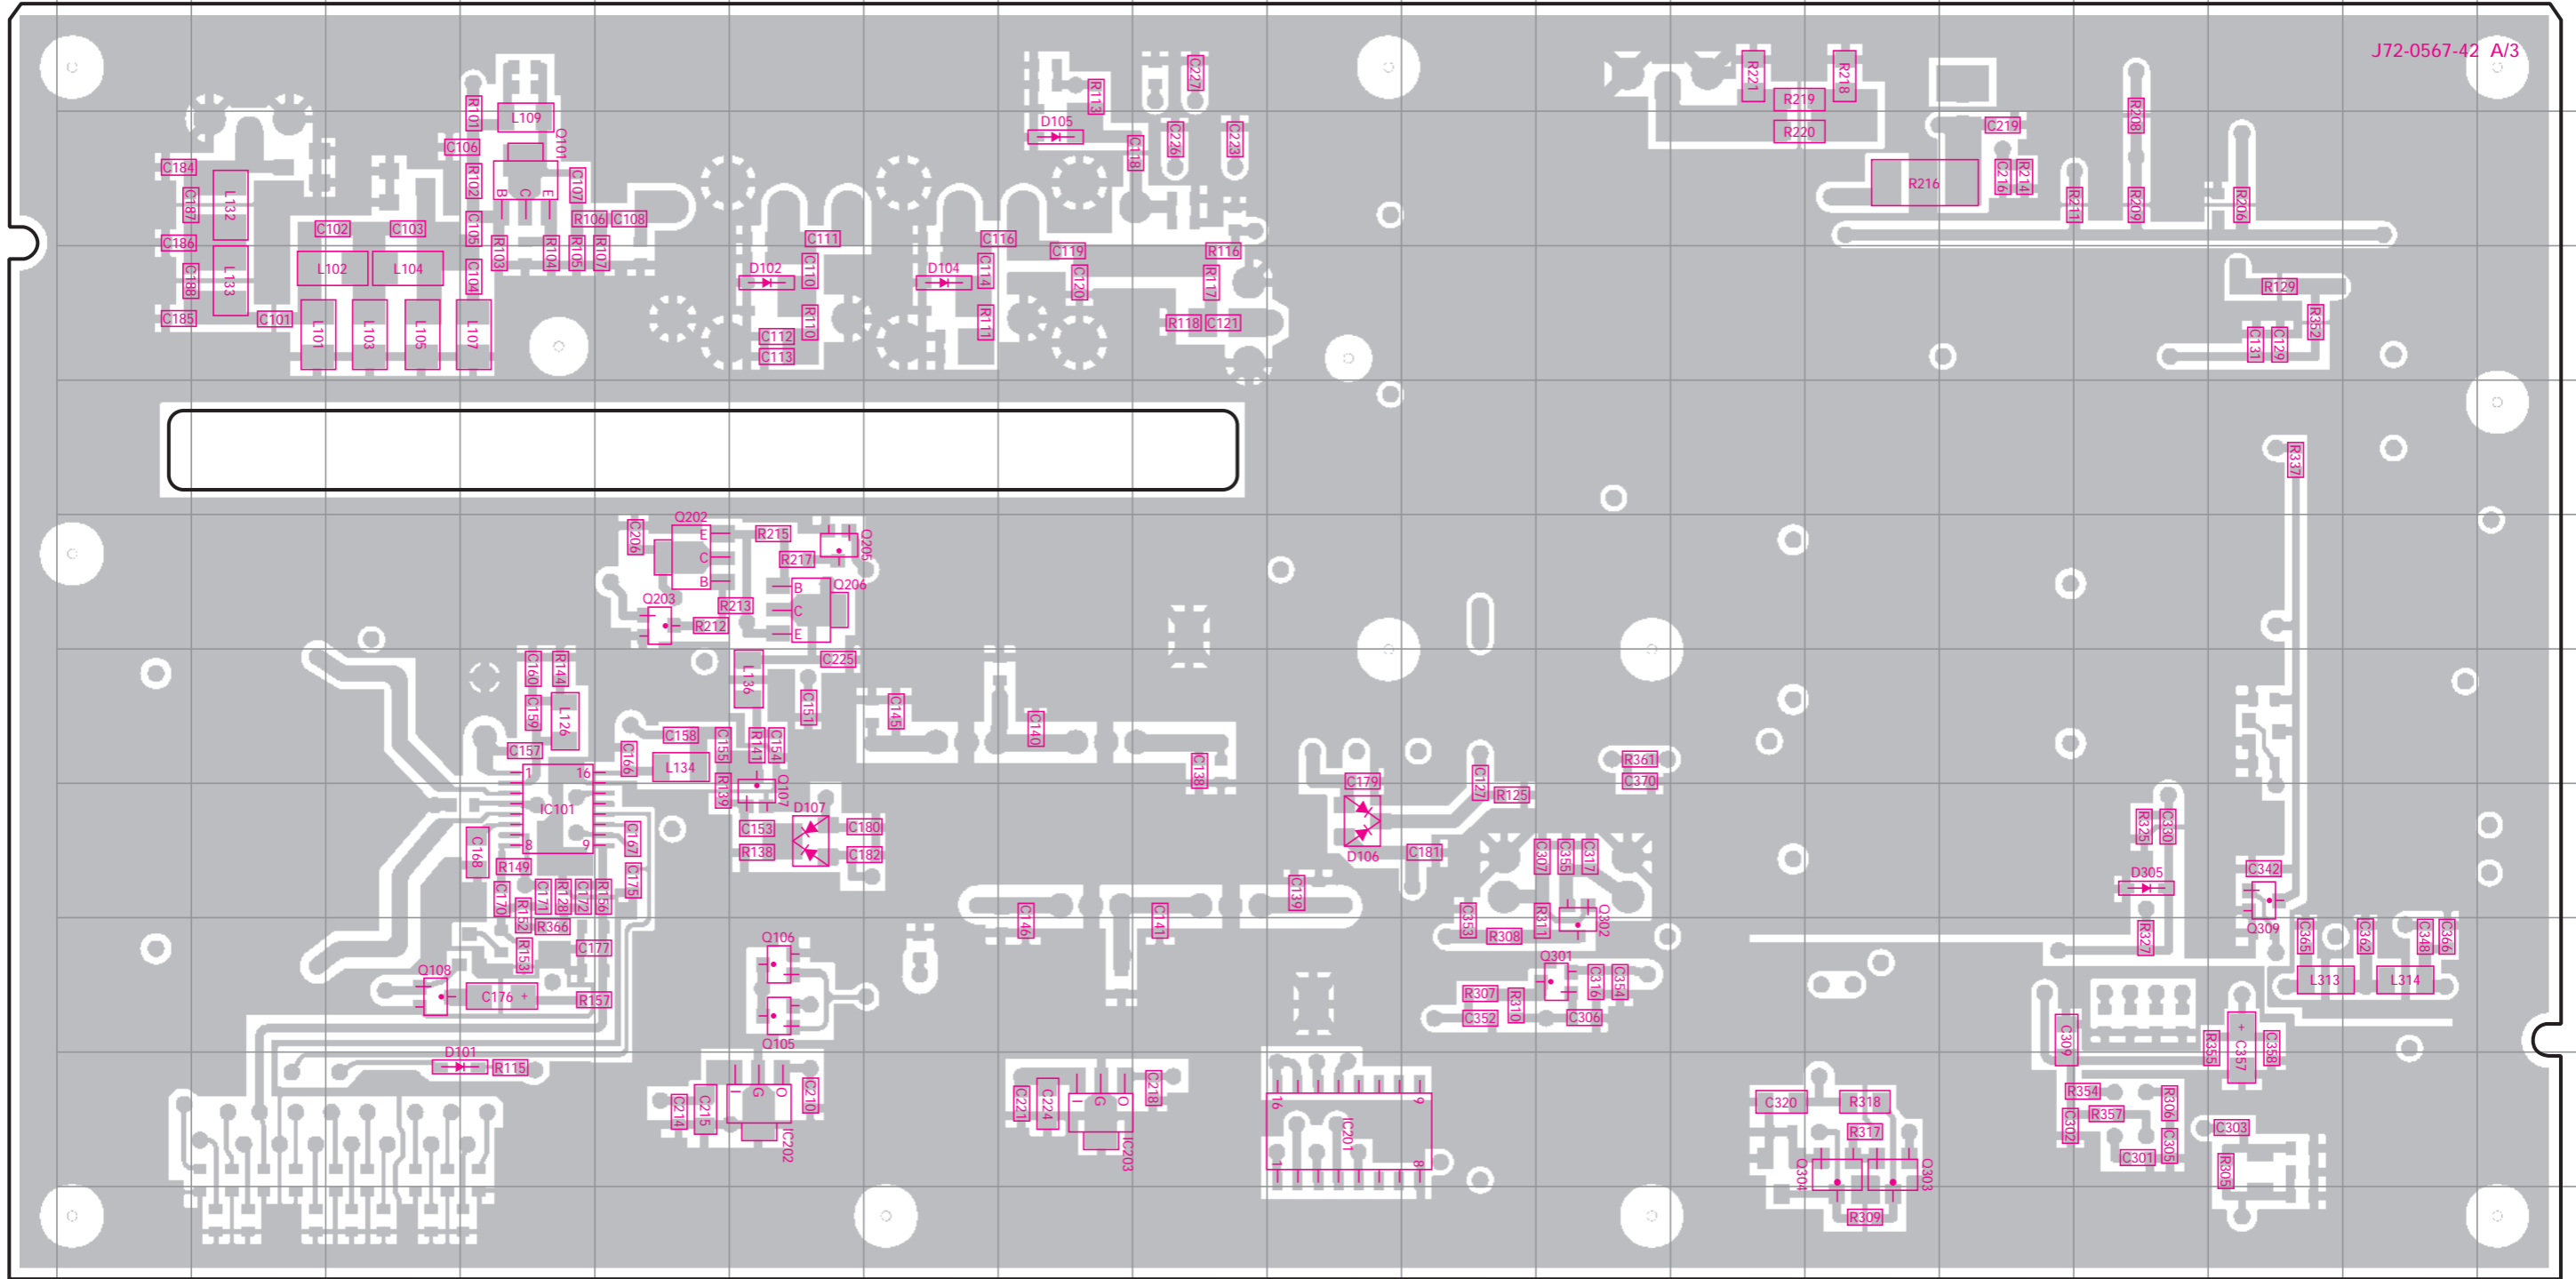 J72-0567-42 A/3
C227
R221
R218
R113
R219
R101
L109
D105
R220
C219
R208
C106
Q101
C118
C226
C223
C184
R102
B C E
C107
R216
C216
R214
C187
L132
R106
C108
R211
R209
R206
C102
C103
C105
C186
R103
R104
R105
R107
C111
C116
C119
R116
L102
L104
C104
D102
C110
D104
C114
C120
R117
C188
L133
R129
C185
C101
R110
R111
R118
C121
R352
L101
L103
L105
L107
C112
C113
C131
C129
R337
Q202
C206
E
R215
Q205
C
R217
B
B
Q206
Q203
R213
C
R212
E
C160
R144
C225
L136
C159
L126
C151
C145
C140
C157
C158
C155
R141
C154
C166
L134
C138
R361
1
16
R139
Q107
C179
C127
C370
R125
IC101
D107
8
9
C167
C153
C180
R325
C330
C168
R138
C182
D106
C181
C307
C355
C317
R149
C175
D305
C342
C170
C171
R128
C172
R156
C139
R152
R366
C146
C141
C353
R311
Q302
Q309
R153
C177
Q106
R308
R327
C365
C362
C348
C366
Q108
Q301
C316
C354
L313
L314
C176 +
R157
R307
R310
C352
C306
+
Q105
C309
R355
C357
C358
D101
R115
C214
C215
I G O
C210
C221
C224
I G O
C218
16
9
C320
R318
R354
R306
R357
C302
IC202
IC203
IC201
R317
C303
C305
C301
1
8
Q304
Q303
R305
R309